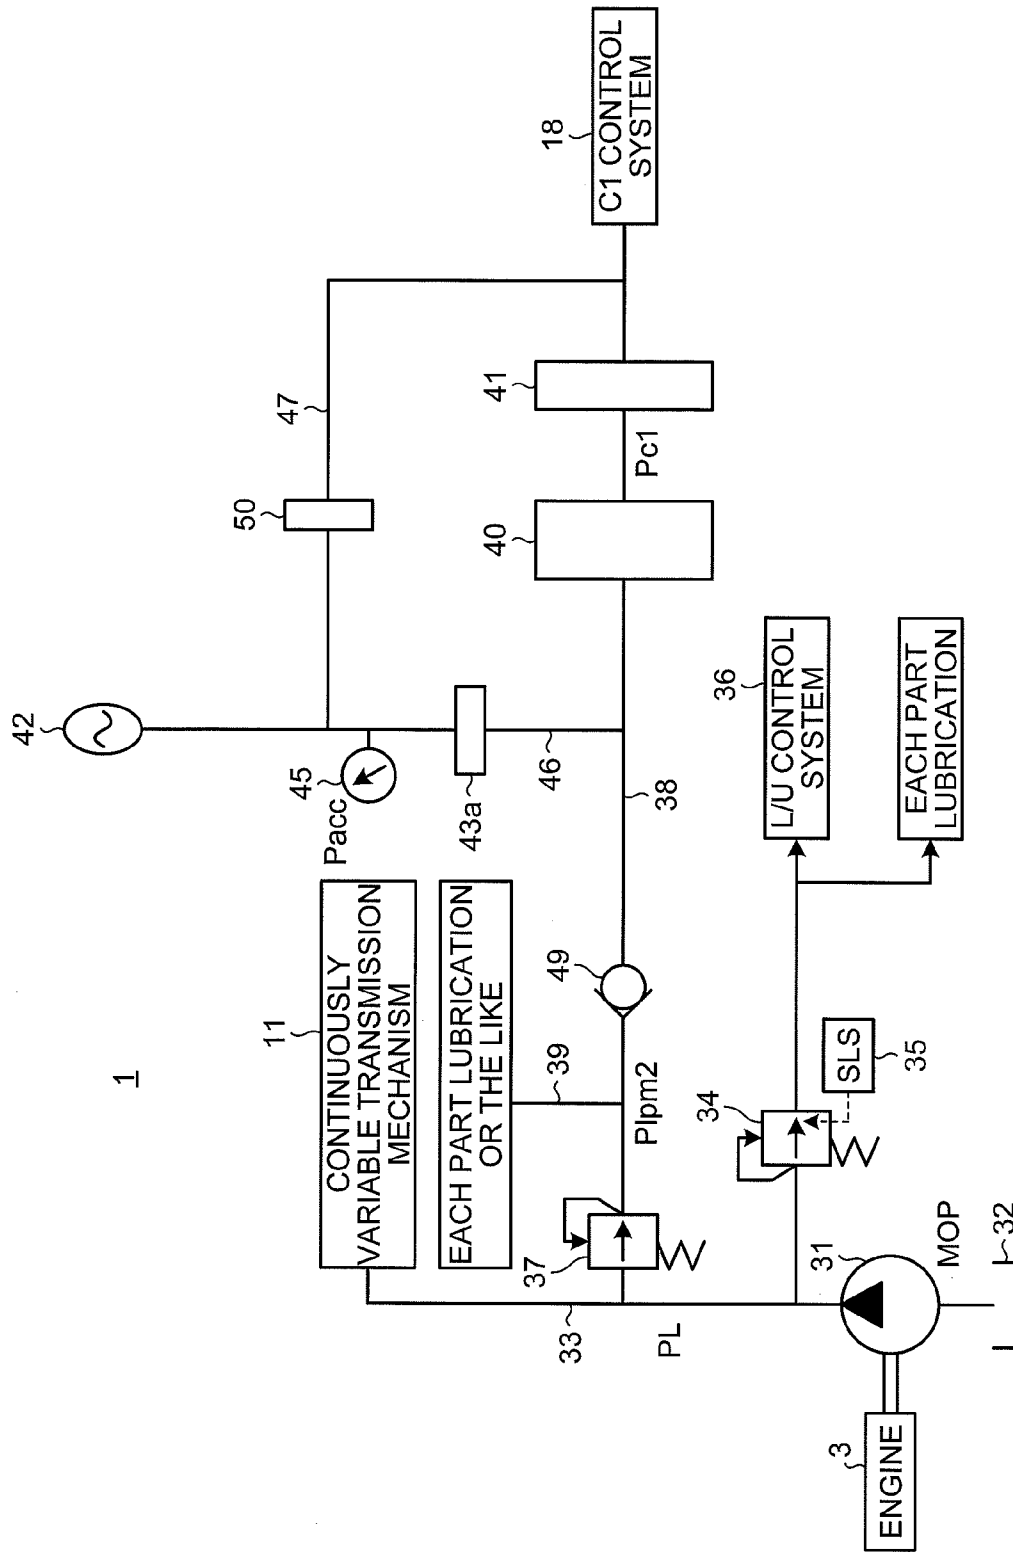 1
42
45
Pacc
43a
46
50
47
18
C1 CONTROL
SYSTEM
41
Pc1
40
11
CONTINUOUSLY
VARIABLE TRANSMISSION
MECHANISM
EACH PART LUBRICATION
OR THE LIKE
39
49
38
Plpm2
37
33
PL
36
L/U CONTROL
SYSTEM
EACH PART
LUBRICATION
34
SLS
35
31
MOP
32
3
ENGINE